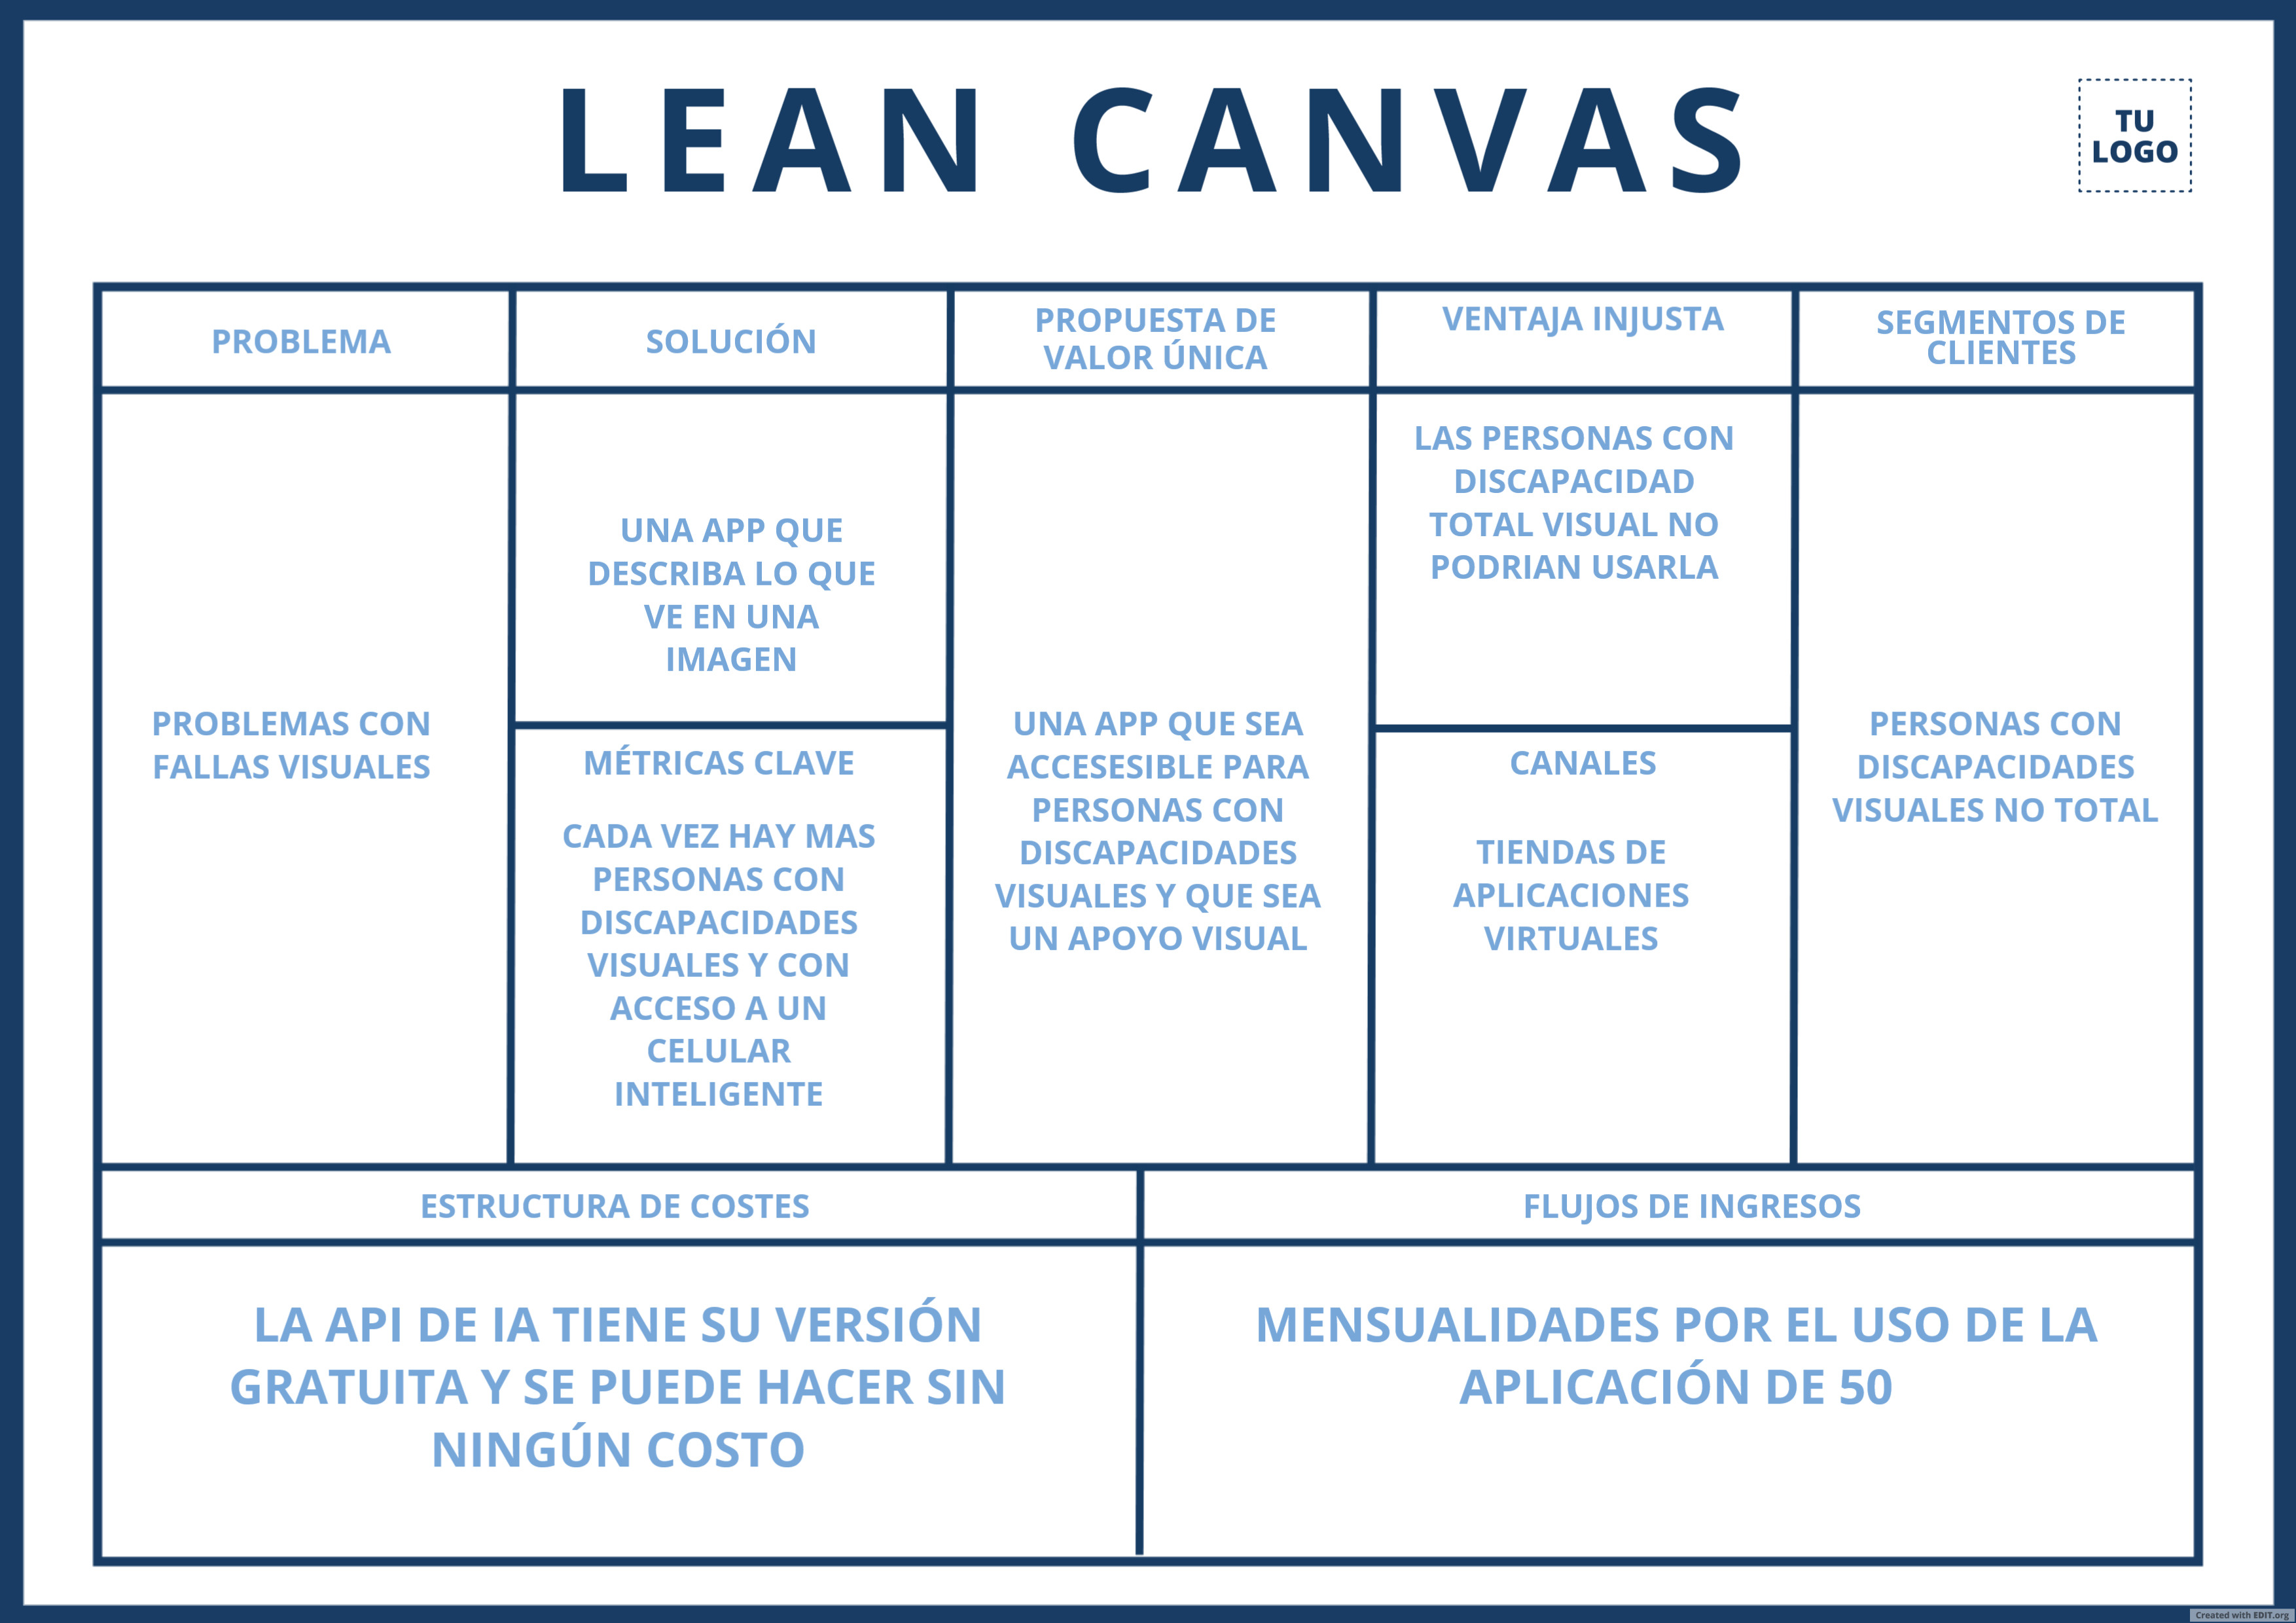 LEAN CANVAS
TU
LOGO
PROBLEMA
SOLUCIÓN
PROPUESTA DE
VALOR ÚNICA
VENTAJA INJUSTA
SEGMENTOS DE
CLIENTES
PROBLEMAS CON
FALLAS VISUALES
UNA APP QUE
DESCRIBA LO QUE
VE EN UNA
IMAGEN
MÉTRICAS CLAVE
CADA VEZ HAY MAS
PERSONAS CON
DISCAPACIDADES
VISUALES Y CON
ACCESO A UN
CELULAR
INTELIGENTE
UNA APP QUE SEA
ACCESESIBLE PARA
PERSONAS CON
DISCAPACIDADES
VISUALES Y QUE SEA
UN APOYO VISUAL
LAS PERSONAS CON
DISCAPACIDAD
TOTAL VISUAL NO
PODRIAN USARLA
CANALES
TIENDAS DE
APLICACIONES
VIRTUALES
PERSONAS CON
DISCAPACIDADES
VISUALES NO TOTAL
ESTRUCTURA DE COSTES
LA API DE IA TIENE SU VERSIÓN
GRATUITA Y SE PUEDE HACER SIN
NINGÚN COSTO
FLUJOS DE INGRESOS
MENSUALIDADES POR EL USO DE LA
APLICACIÓN DE 50
Created with EDIT.org